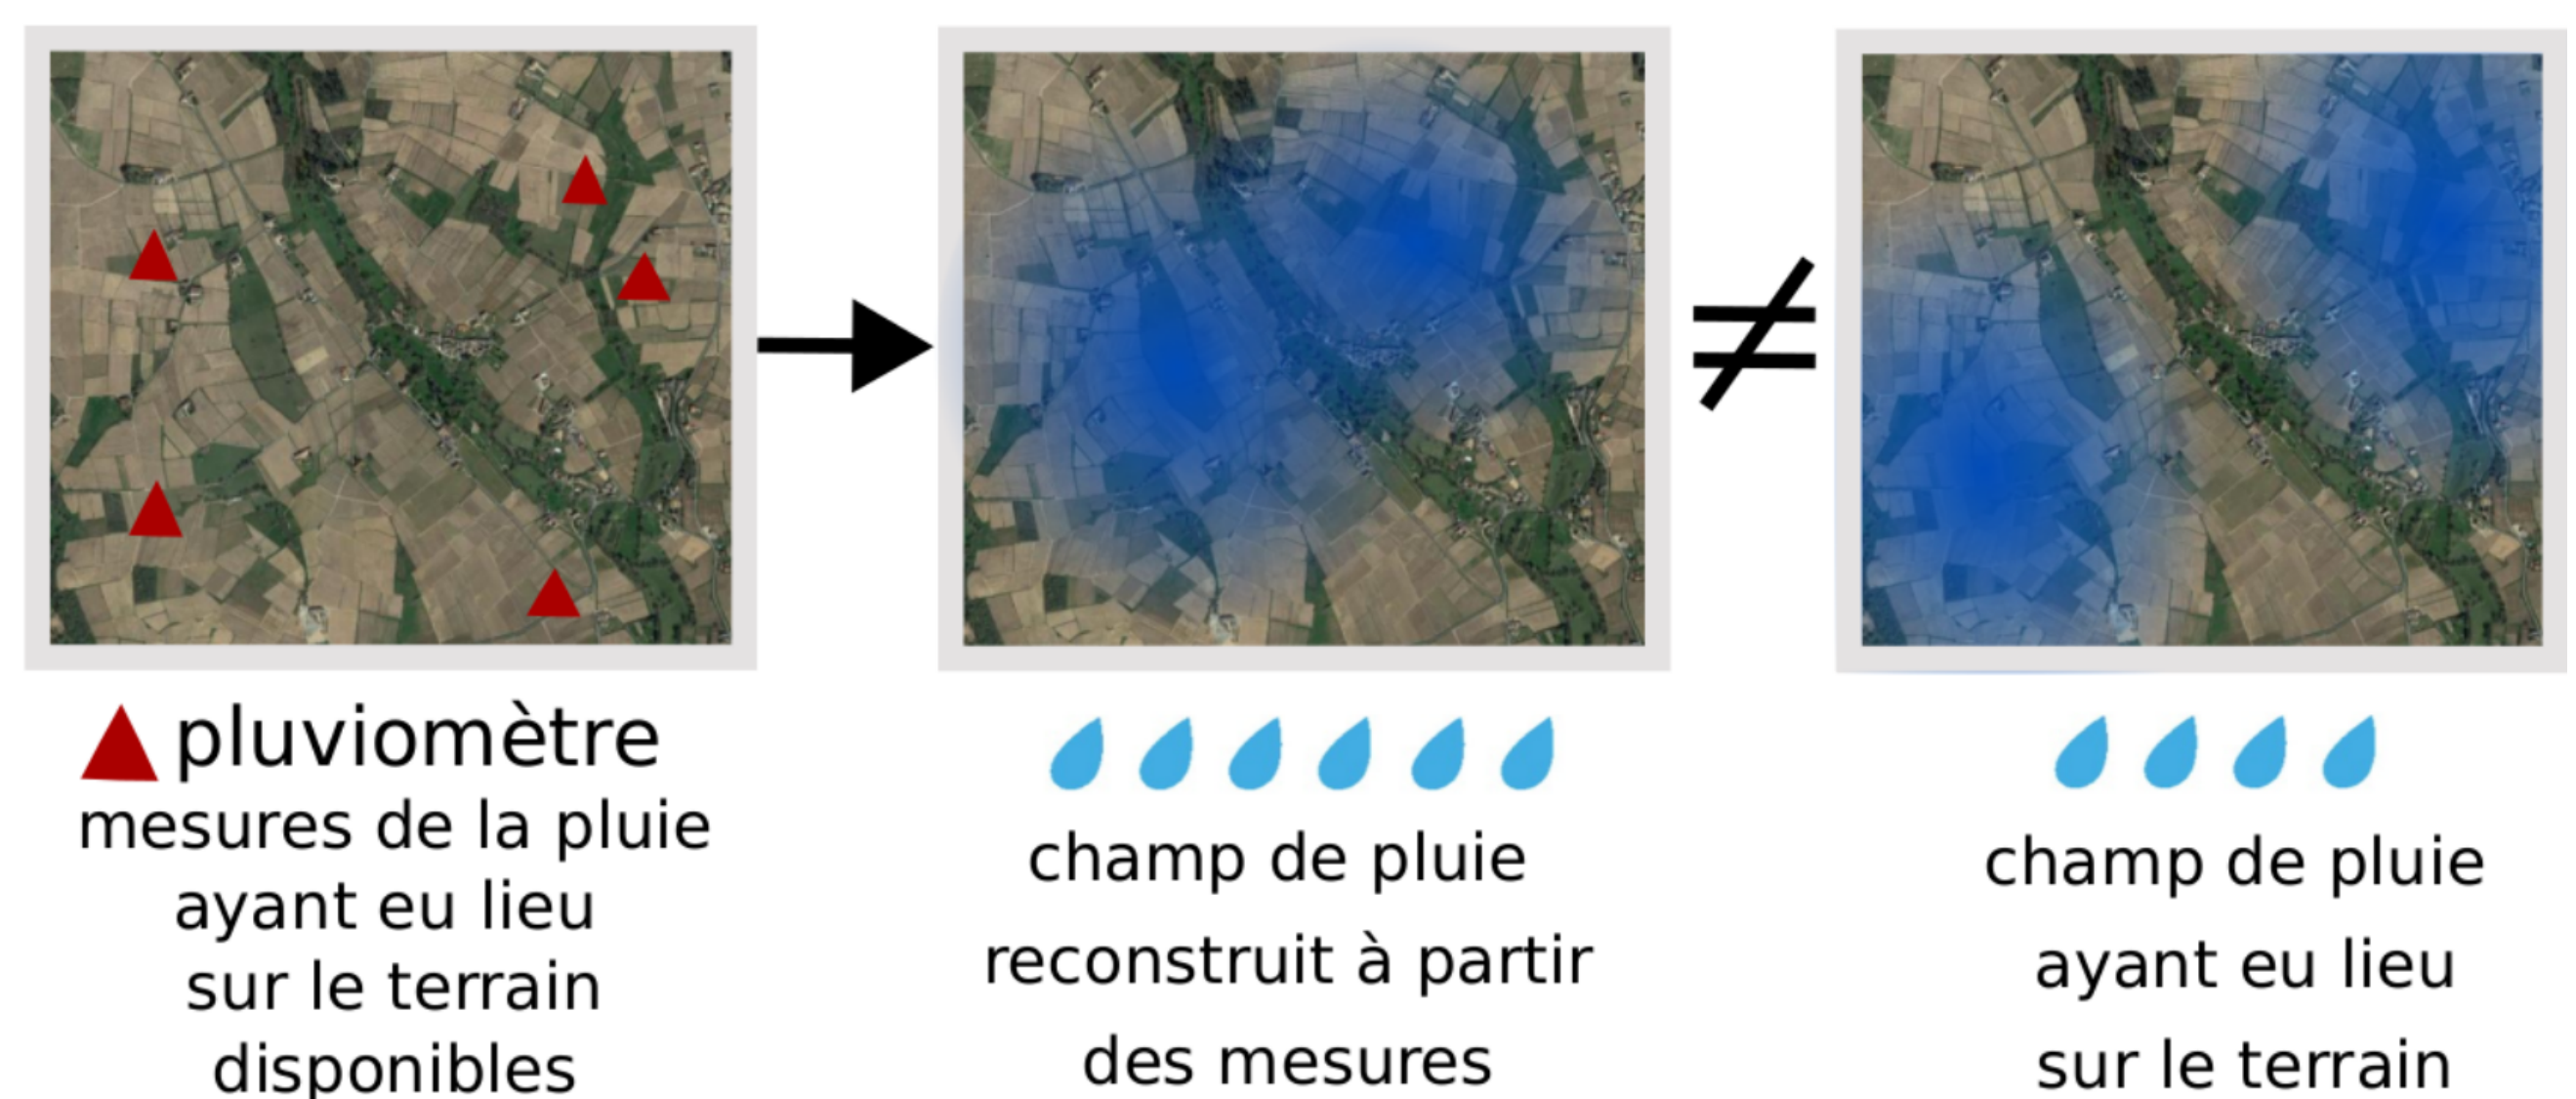 pluviomètre
mesures de la pluie
ayant eu lieu
sur le terrain
disponibles
champ de pluie
reconstruit à partir
des mesures
champ de pluie
ayant eu lieu
sur le terrain